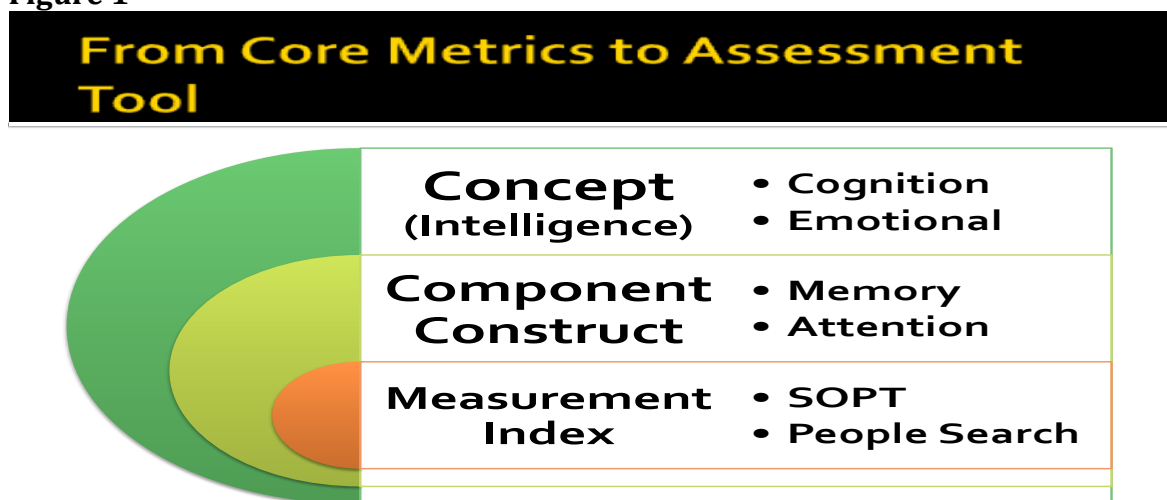 Figure 1
From Core Metrics to Assessment
Tool
Concept
(Intelligence)
• Cognition
• Emotional
Component
Construct
• Memory
• Attention
Measurement
Index
• SOPT
• People Search